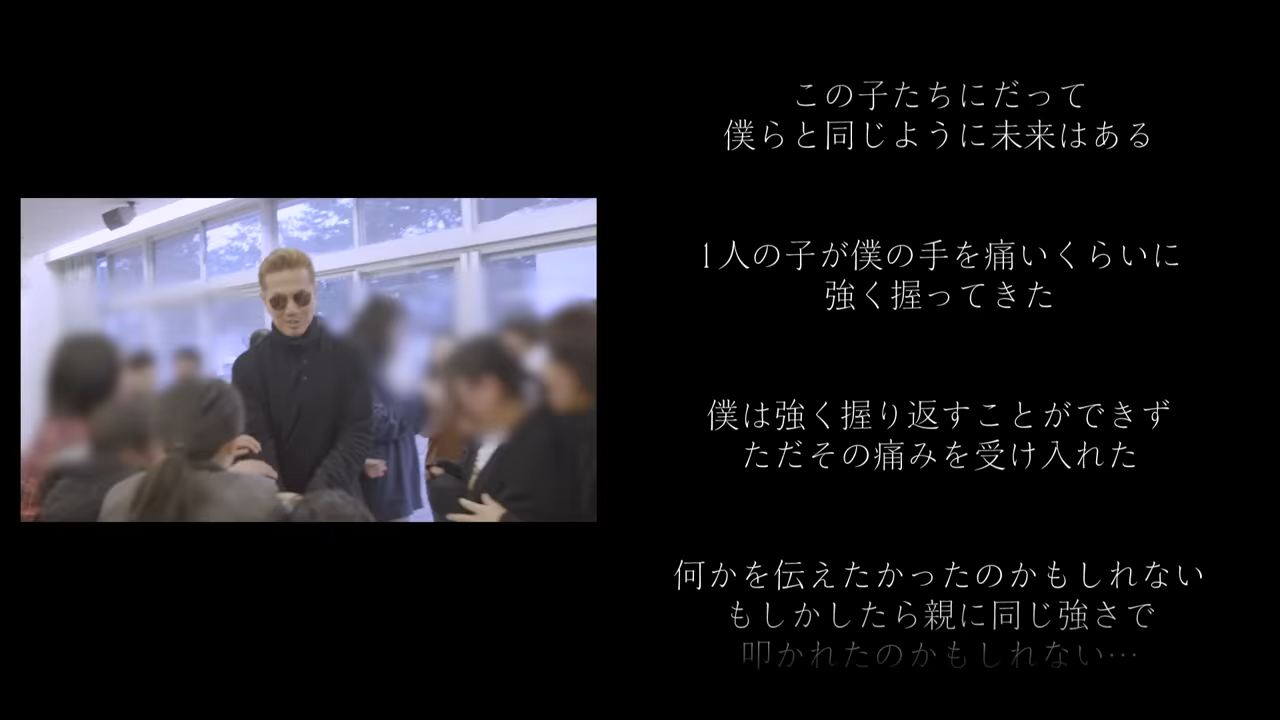 この子たちにだって
僕らと同じように未来はある
1人の子が僕の手を痛いくらいに
強く握ってきた
僕は強く握り返すことができず
ただその痛みを受け入れた
何かを伝えたかったのかもしれない
もしかしたら親に同じ強さで
叩かれたのかもしれない…